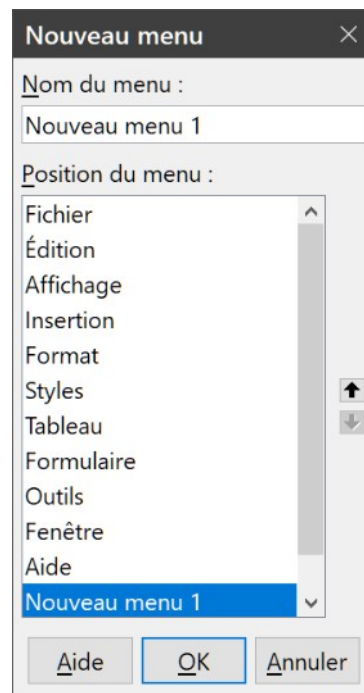 Nouveau menu
Nom du menu :
Nouveau menu 1
Position du menu :
Fichier
Édition
Affichage
Insertion
Format
Styles
Tableau
Formulaire
Outils
Fenêtre
Aide
Nouveau menu 1
Aide OK Annuler